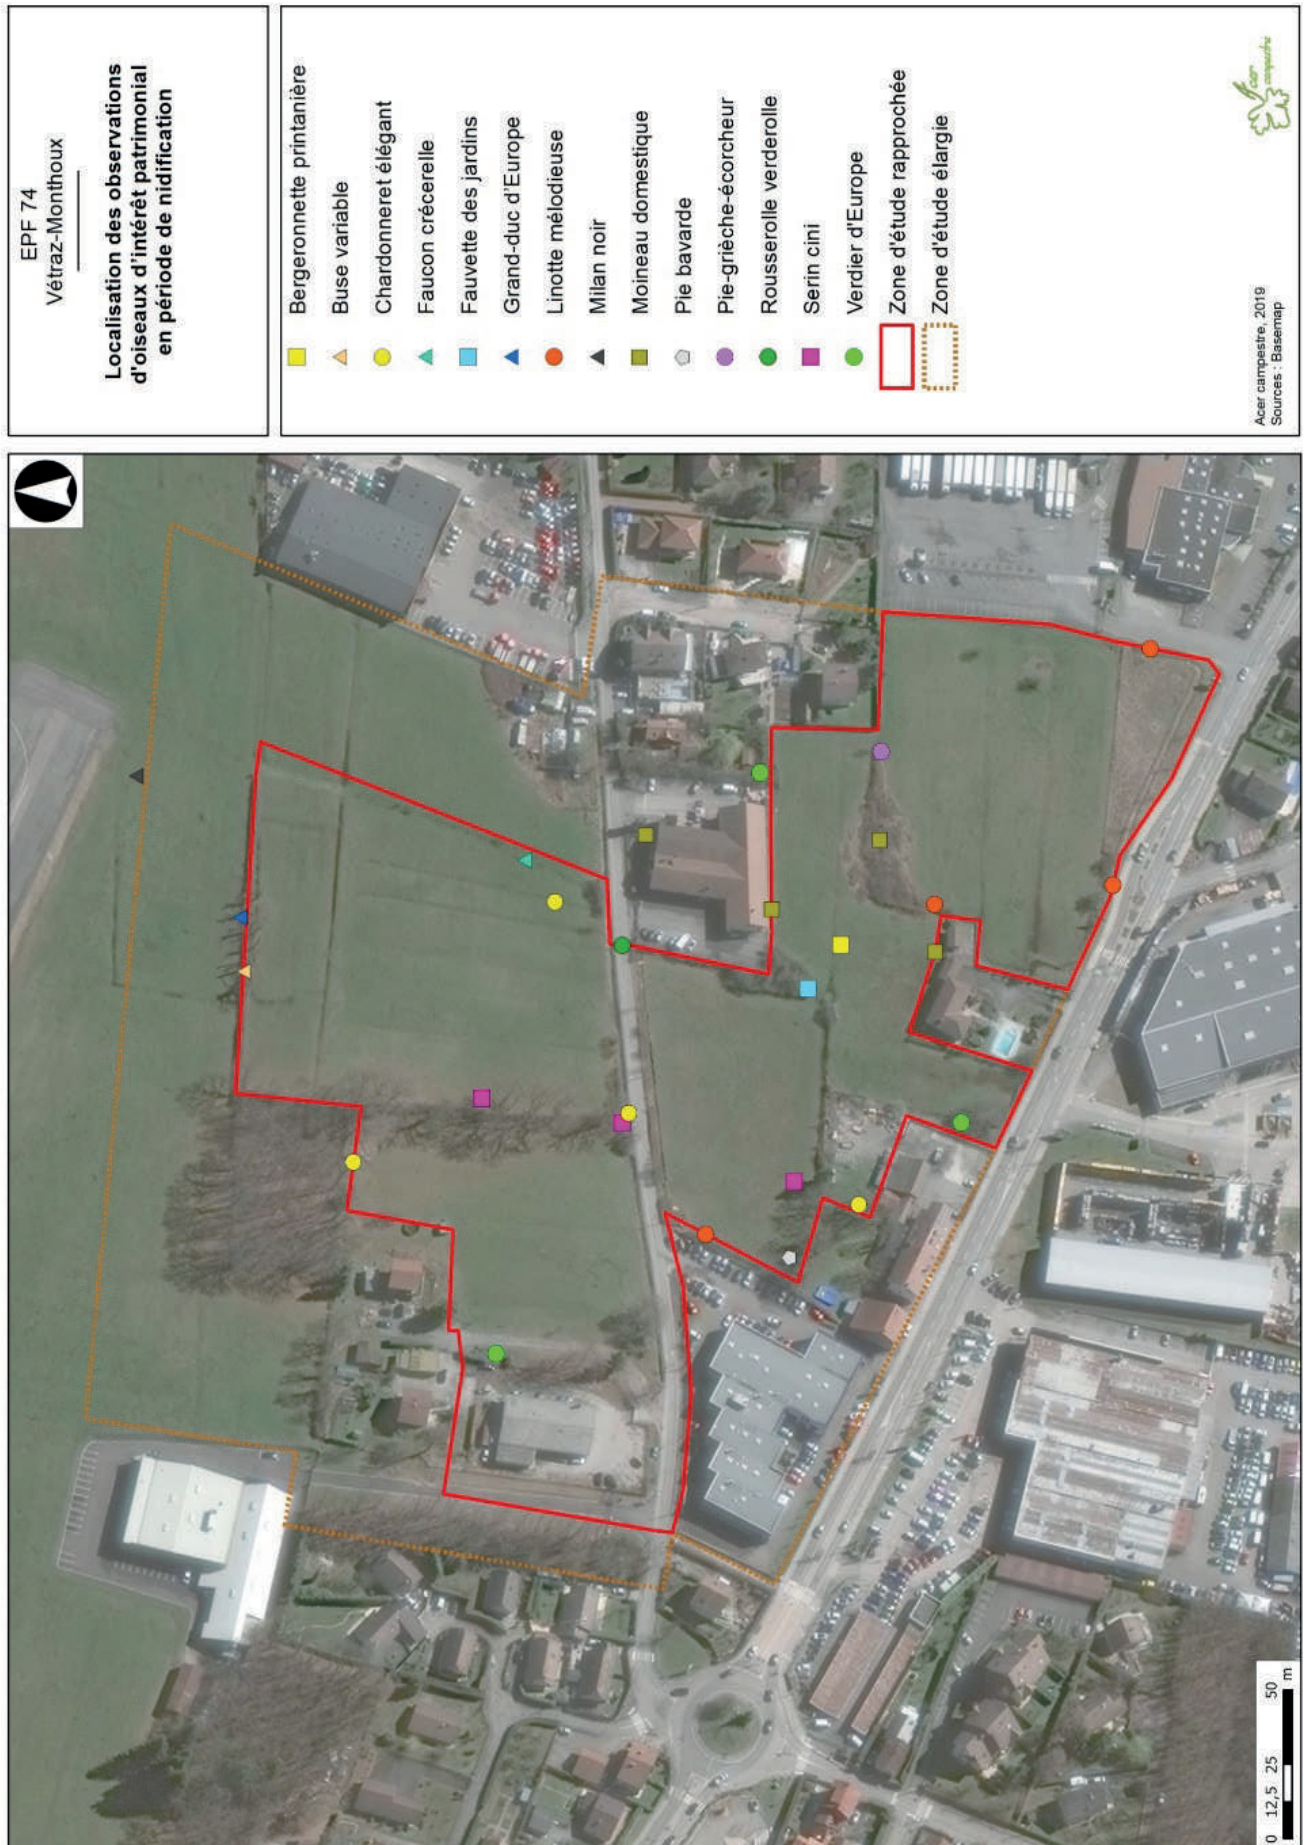 EPF 74
Vétraz-Monthoux
Localisation des observations
d'oiseaux d'intérêt patrimonial
en période de nidification
Bergeronnette printanière
Buse variable
Chardonneret élégant
Faucon crécerelle
Fauvette des jardins
Grand-duc d'Europe
Linotte mélodieuse
Milan noir
Moineau domestique
Pie bavarde
Pie-grièche-écorcheur
Rousserolle verderolle
Serin cini
Verdier d'Europe
Zone d'étude rapprochée
Zone d'étude élargie
Acer campestre, 2019
Sources : Basemap
acer
campestre
0 12,5 25 50
m